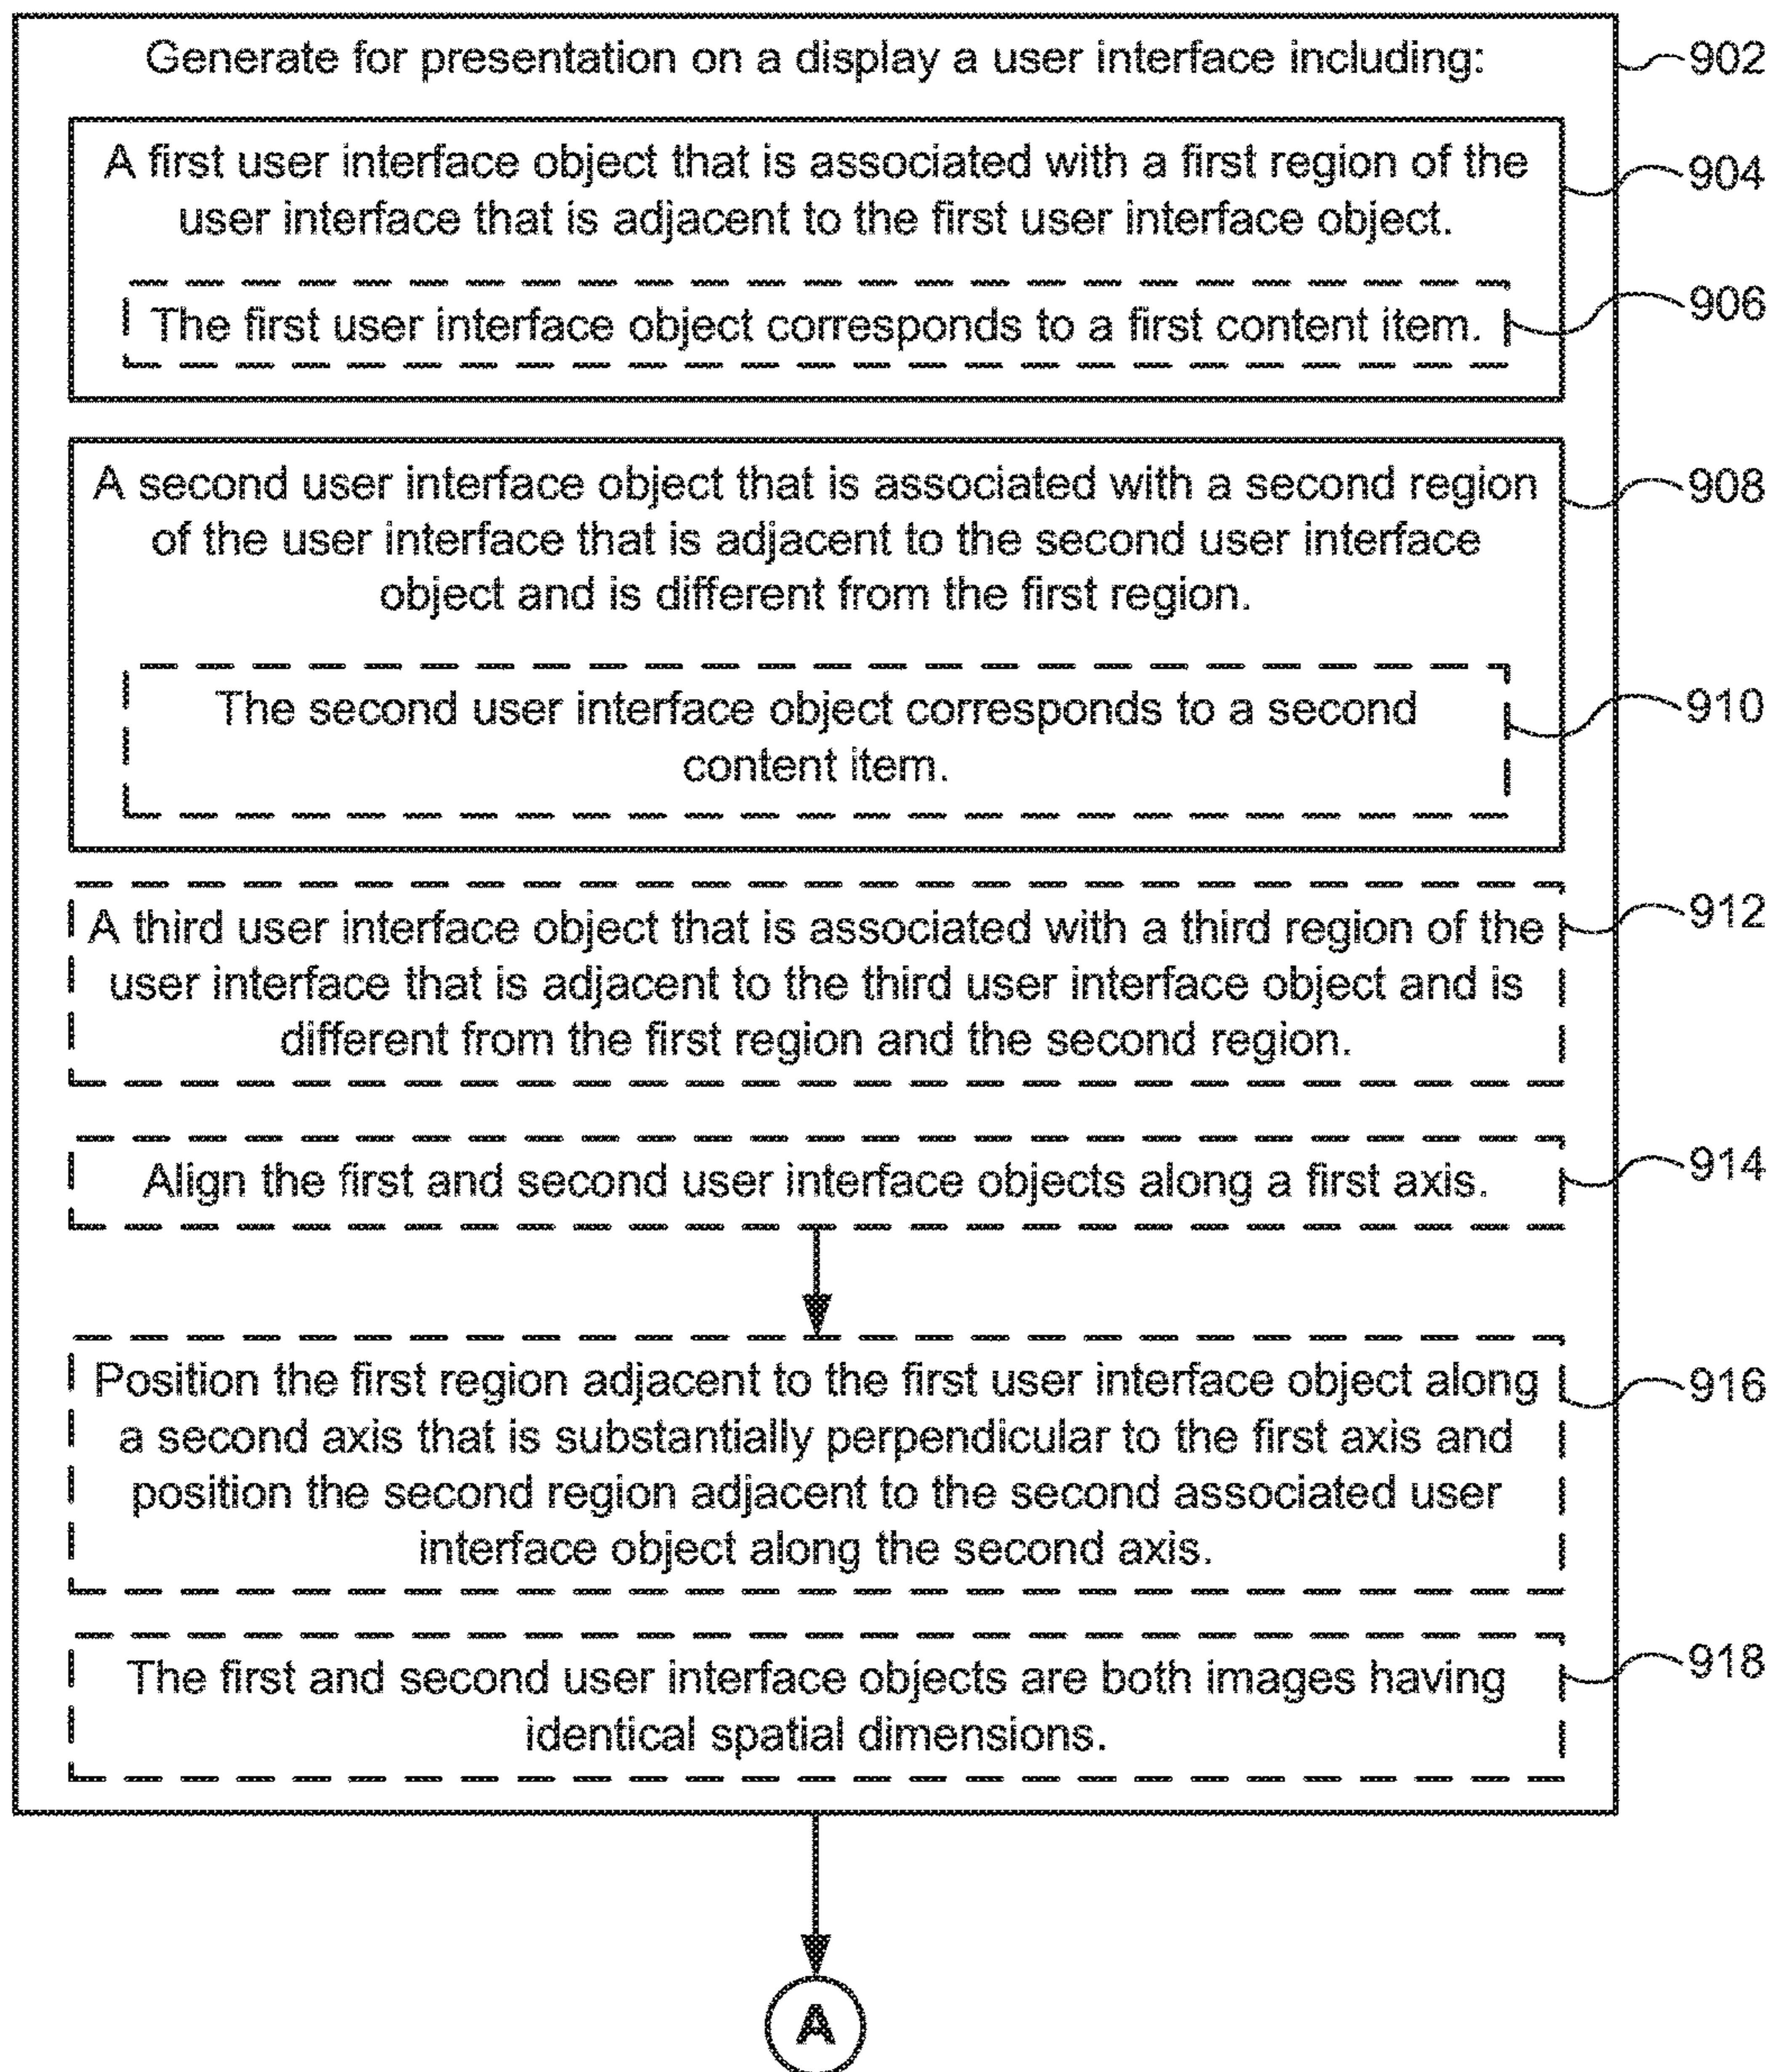 Generate for presentation on a display a user interface including:
902
A first user interface object that is associated with a first region of the
904
user interface that is adjacent to the first user interface object.
The first user interface object corresponds to a first content item.
906
A second user interface object that is associated with a second region
908
of the user interface that is adjacent to the second user interface
object and is different from the first region.
The second user interface object corresponds to a second
910
content item.
A third user interface object that is associated with a third region of the
912
user interface that is adjacent to the third user interface object and is
different from the first region and the second region.
Align the first and second user interface objects along a first axis.
914
Position the first region adjacent to the first user interface object along
916
a second axis that is substantially perpendicular to the first axis and
position the second region adjacent to the second associated user
interface object along the second axis.
The first and second user interface objects are both images having
918
identical spatial dimensions.
A